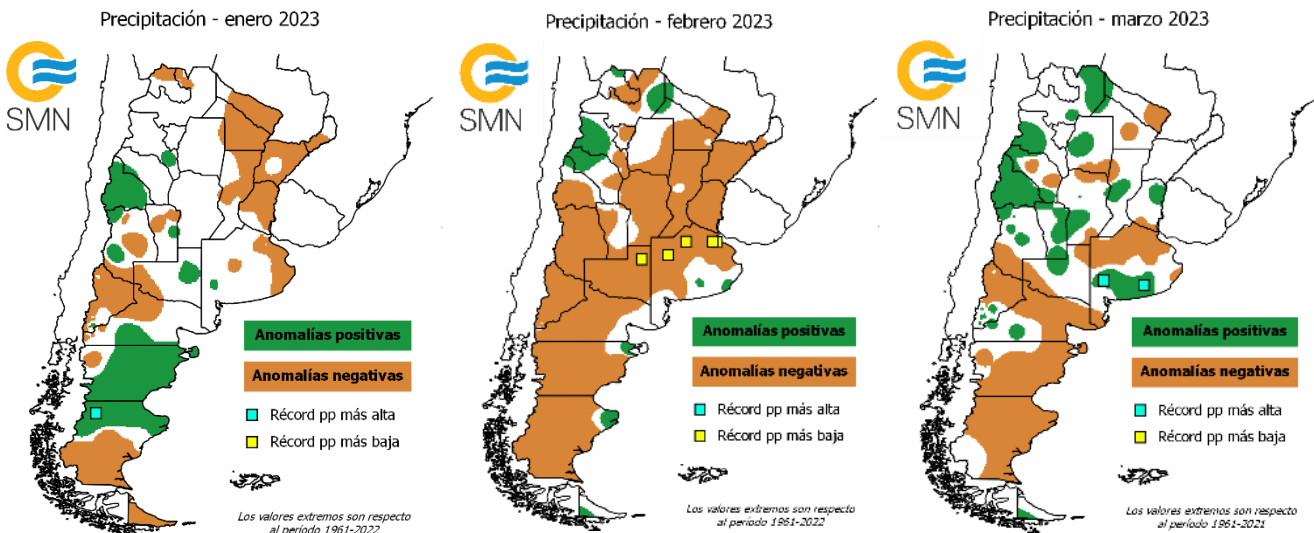 Precipitación - enero 2023
SMN
Anomalías positivas
Anomalías negativas
Récord pp más alta
Récord pp más baja
Los valores extremos son respecto
al período 1961-2022
Precipitación - febrero 2023
SMN
Anomalías positivas
Anomalías negativas
Récord pp más alta
Récord pp más baja
Los valores extremos son respecto
al período 1961-2022
Precipitación - marzo 2023
SMN
Anomalías positivas
Anomalías negativas
Récord pp más alta
Récord pp más baja
Los valores extremos son respecto
al período 1961-2021